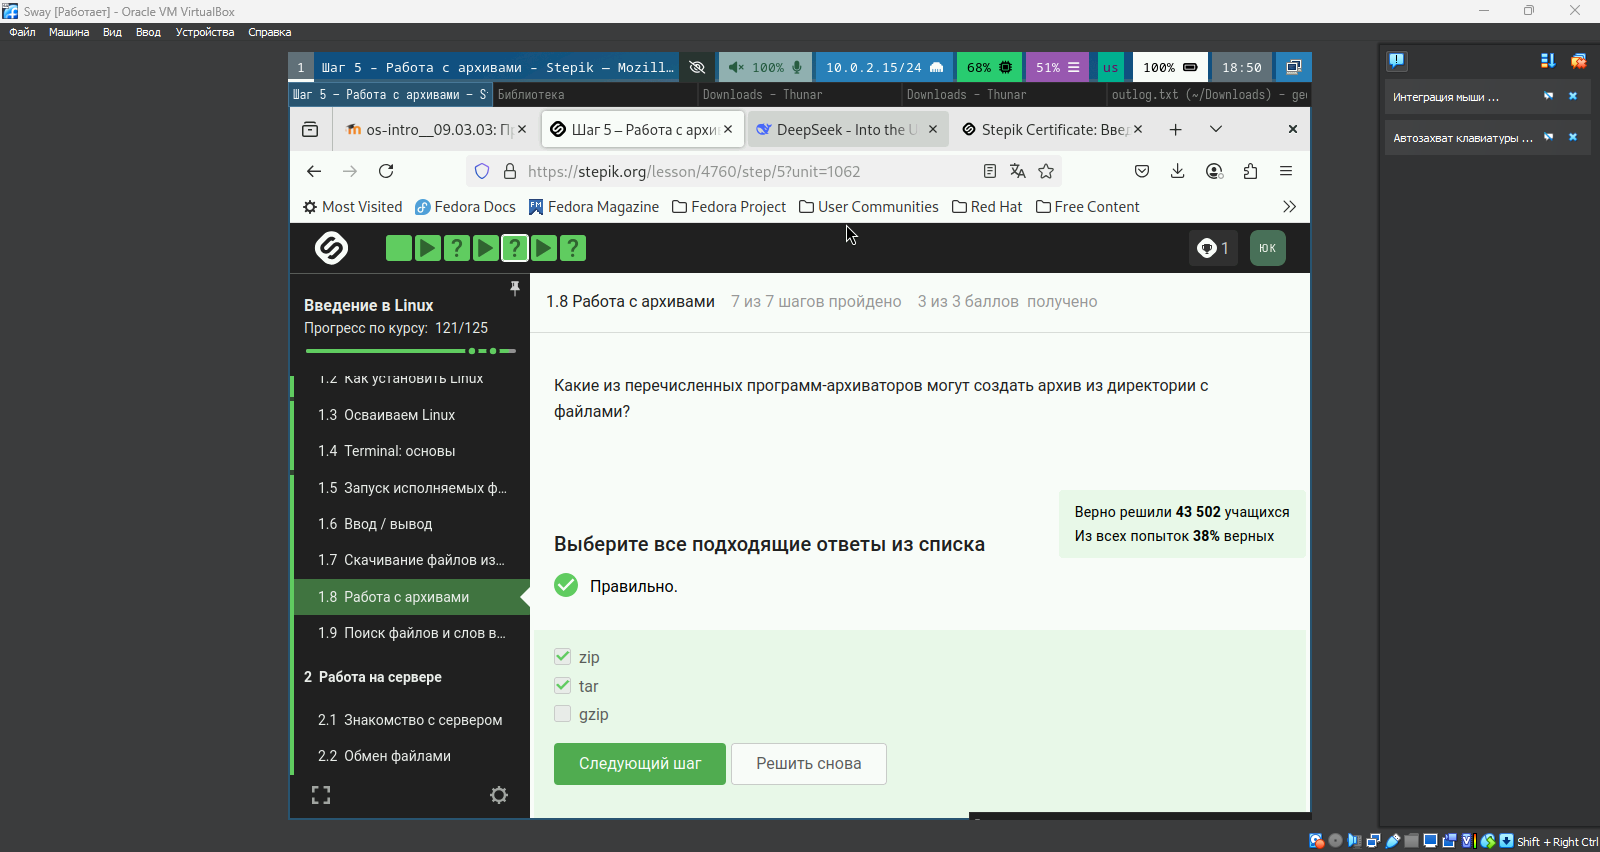 Sway [Работает] - Oracle VM VirtualBox
Файл Машина Вид Ввод Устройства Справка
1 Шаг 5 - Работа с архивами - Stepik — Mozill… 100% 10.0.2.15/24 68% 51% us 100% 18:50
Шаг 5 - Работа с архивами - S Библиотека Downloads - Thunar Downloads - Thunar outlog.txt (~/Downloads) - ge
os-intro__09.03.03: П Шаг 5 – Работа с архи DeepSeek - Into the U Stepik Certificate: Введ
https://stepik.org/lesson/4760/step/5?unit=1062
Most Visited Fedora Docs Fedora Magazine Fedora Project User Communities Red Hat Free Content
? ? ? 1 ЮК
Введение в Linux
Прогресс по курсу: 121/125
1.2 Как установить Linux
1.3 Осваиваем Linux
1.4 Terminal: основы
1.5 Запуск исполняемых ф...
1.6 Ввод / вывод
1.7 Скачивание файлов из...
1.8 Работа с архивами
1.9 Поиск файлов и слов в...
2 Работа на сервере
2.1 Знакомство с сервером
2.2 Обмен файлами
1.8 Работа с архивами 7 из 7 шагов пройдено 3 из 3 баллов получено
Какие из перечисленных программ-архиваторов могут создать архив из директории с
файлами?
Верно решили 43 502 учащихся
Из всех попыток 38% верных
Выберите все подходящие ответы из списка
Правильно.
zip
tar
gzip
Следующий шаг Решить снова
Интеграция мыши ...
Автозахват клавиатуры ...
Shift + Right Ctrl